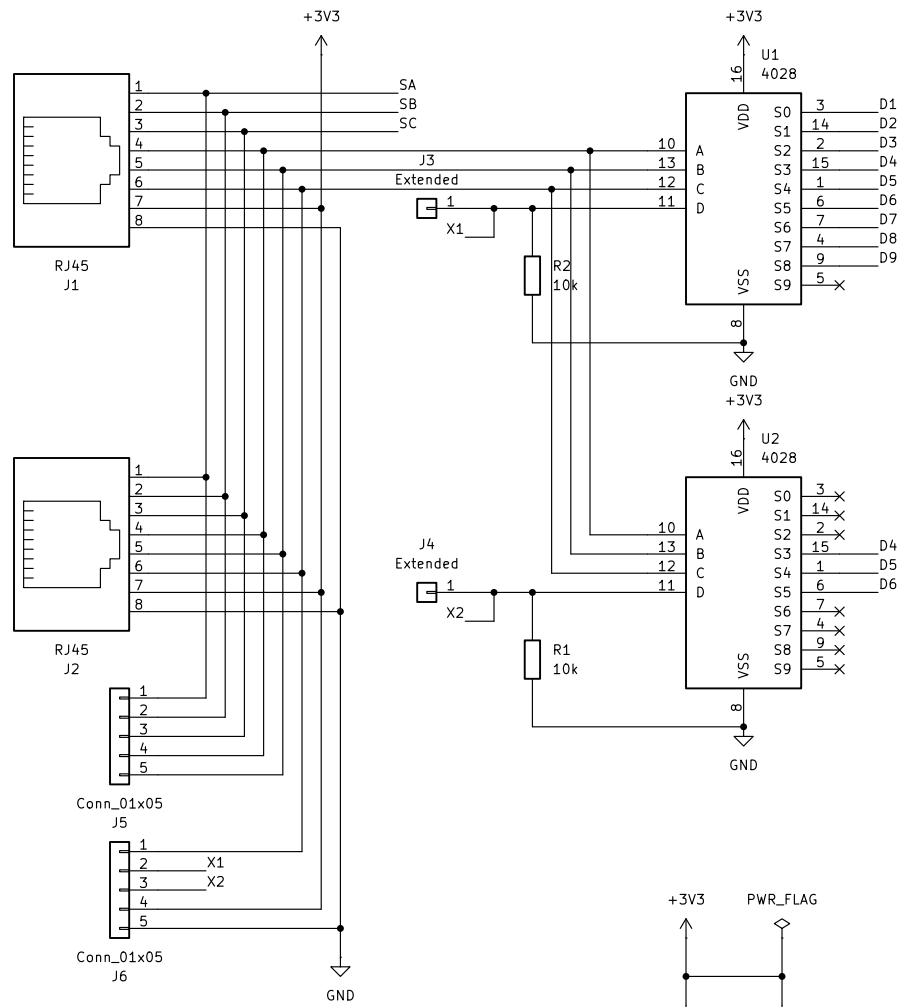 +3V3
1 SA
2 SB
3 SC
4
5
6
7
8
RJ45
J1
J3
Extended
1
X1
R2
10k
+3V3
U1
4028
16
VDD
10 A
13 B
12 C
11 D
S0 3 D1
S1 14 D2
S2 2 D3
S3 15 D4
S4 1 D5
S5 6 D6
S6 7 D7
S7 4 D8
S8 9 D9
S9 5
VSS
8
GND
1
2
3
4
5
6
7
8
RJ45
J2
J4
Extended
1
X2
R1
10k
+3V3
U2
4028
16
VDD
10 A
13 B
12 C
11 D
S0 3
S1 14
S2 2
S3 15 D4
S4 1 D5
S5 6 D6
S6 7
S7 4
S8 9
S9 5
VSS
8
GND
1
2
3
4
5
Conn_01x05
J5
1
2 X1
3 X2
4
5
Conn_01x05
J6
GND
+3V3
PWR_FLAG